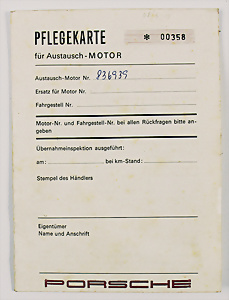 PFLEGEKARTE
* 00358
für Austausch-MOTOR
Austausch-Motor Nr. 836939
Ersatz für Motor Nr.
Fahrgestell Nr.
Motor-Nr. und Fahrgestell-Nr. bei allen Rückfragen bitte an-
geben
Übernahmeinspektion ausgeführt:
am: bei km-Stand:
Stempel des Händlers
Eigentümer
Name und Anschrift
PORSCHE